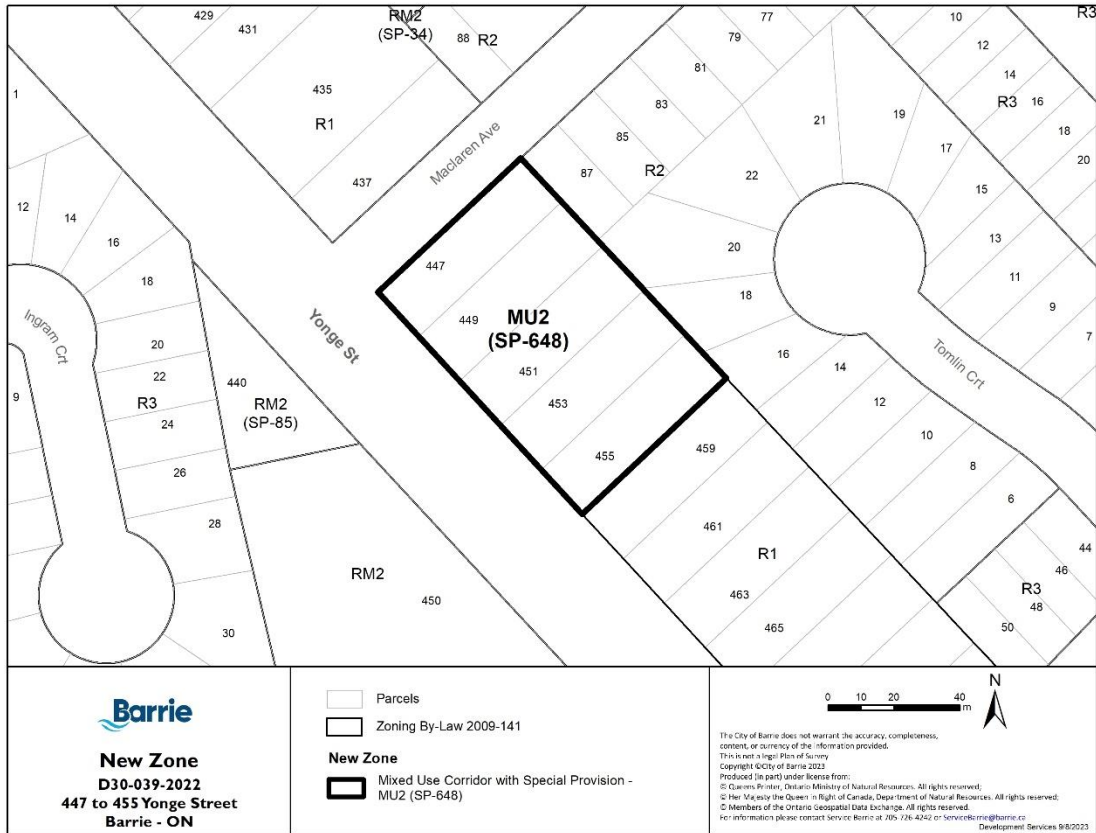 429
431
RM2
(SP-34)
88
R2
77
79
10
R3
12
14
R3
16
18
20
1
435
R1
81
83
85
21
19
17
Maclaren Ave
437
87
R2
22
15
12
14
16
18
13
20
11
447
18
9
Ingram Crt
Yonge St
449
MU2
(SP-648)
7
20
451
16
14
Tomlin Crt
9
22
440
R3
RM2
(SP-85)
453
12
24
455
459
10
26
8
6
28
461
R1
44
46
RM2
450
463
R3
48
30
465
50
Barrie
New Zone
D30-039-2022
447 to 455 Yonge Street
Barrie - ON
Parcels
Zoning By-Law 2009-141
New Zone
Mixed Use Corridor with Special Provision -
MU2 (SP-648)
N
0 10 20 40
m
The City of Barrie does not warrant the accuracy, completeness,
content, or currency of the information provided.
This is not a legal Plan of Survey
Copyright ©City of Barrie 2023
Produced (in part) under license from:
© Queens Printer, Ontario Ministry of Natural Resources. All rights reserved;
© Her Majesty the Queen in Right of Canada, Department of Natural Resources. All rights reserved;
© Members of the Ontario Geospatial Data Exchange. All rights reserved.
For information please contact Service Barrie at 705-726-4242 or ServiceBarrie@barrie.ca
Development Services 9/8/2023